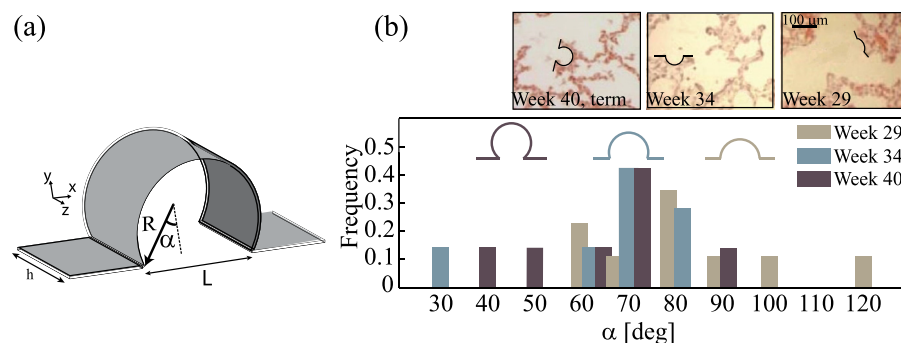 (a)
y
x
z
R
α
h
L
(b)
100 μm
Week 40, term
Week 34
Week 29
Frequency
0.5
0.4
0.3
0.2
0.1
0
Week 29
Week 34
Week 40
30 40 50 60 70 80 90 100 110 120
α [deg]